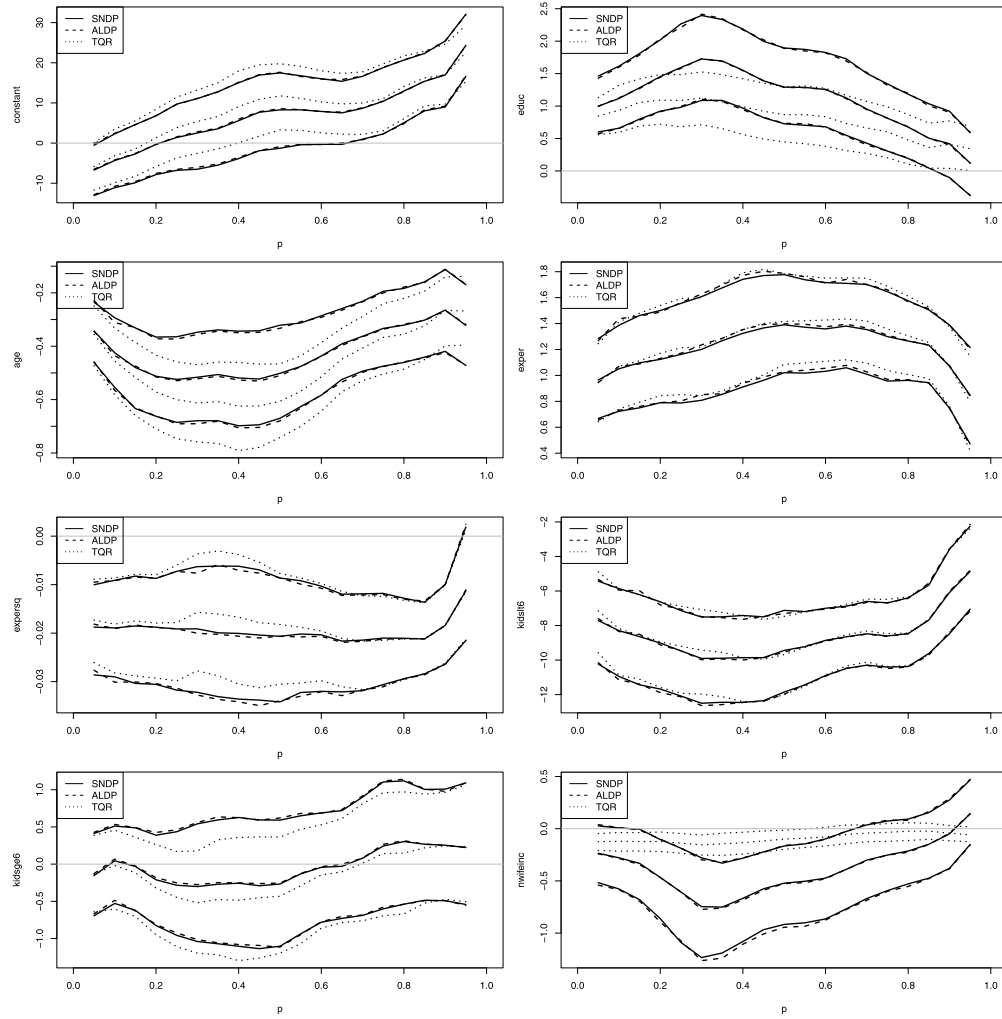 SNDP
ALDP
TQR
constant
30
20
10
0
−10
0.0 0.2 0.4 0.6 0.8 1.0
p
SNDP
ALDP
TQR
educ
2.5
2.0
1.5
1.0
0.5
0.0
0.0 0.2 0.4 0.6 0.8 1.0
p
SNDP
ALDP
TQR
age
−0.2
−0.4
−0.6
−0.8
0.0 0.2 0.4 0.6 0.8 1.0
p
SNDP
ALDP
TQR
exper
1.8
1.6
1.4
1.2
1.0
0.8
0.6
0.4
0.0 0.2 0.4 0.6 0.8 1.0
p
SNDP
ALDP
TQR
expersq
0.00
−0.01
−0.02
−0.03
0.0 0.2 0.4 0.6 0.8 1.0
p
SNDP
ALDP
TQR
kidslt6
−2
−4
−6
−8
−10
−12
0.0 0.2 0.4 0.6 0.8 1.0
p
SNDP
ALDP
TQR
kidsge6
1.0
0.5
0.0
−0.5
−1.0
0.0 0.2 0.4 0.6 0.8 1.0
p
SNDP
ALDP
TQR
nwifeinc
0.5
0.0
−0.5
−1.0
0.0 0.2 0.4 0.6 0.8 1.0
p